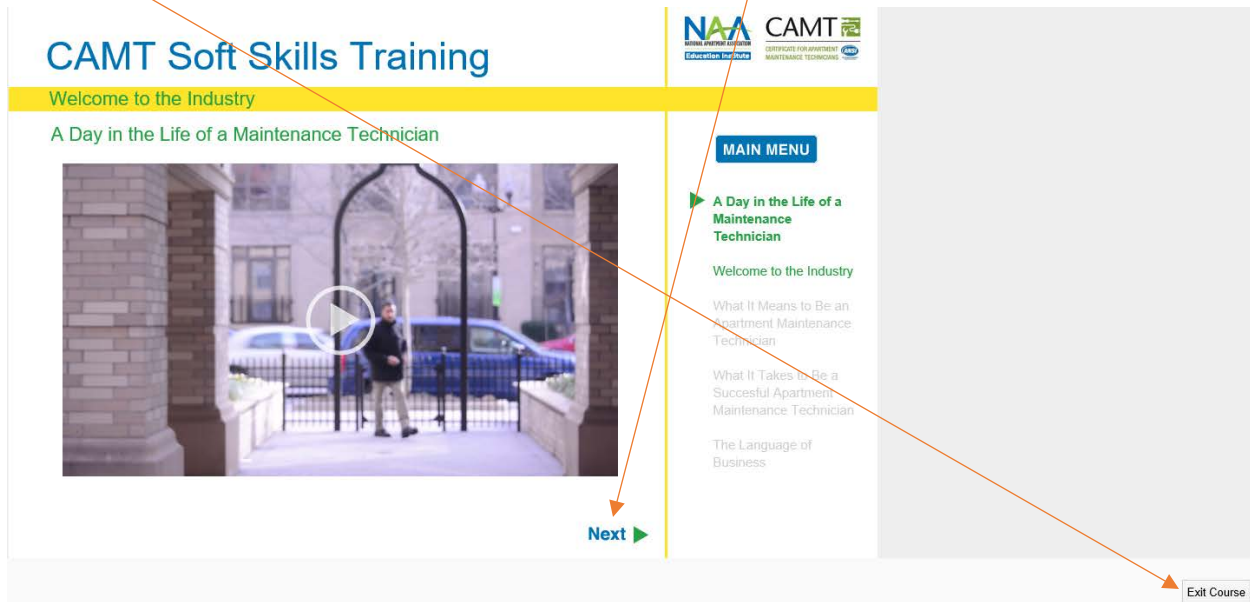 CAMT Soft Skills Training
NAA
NATIONAL APARTMENT ASSOCIATION
Education Institute
CAMT
CERTIFICATE FOR APARTMENT
MAINTENANCE TECHNICIANS
ANSI
Welcome to the Industry
A Day in the Life of a Maintenance Technician
MAIN MENU
A Day in the Life of a
Maintenance
Technician
Welcome to the Industry
What It Means to Be an
Apartment Maintenance
Technician
What It Takes to Be a
Succesful Apartment
Maintenance Technician
The Language of
Business
Next
Exit Course